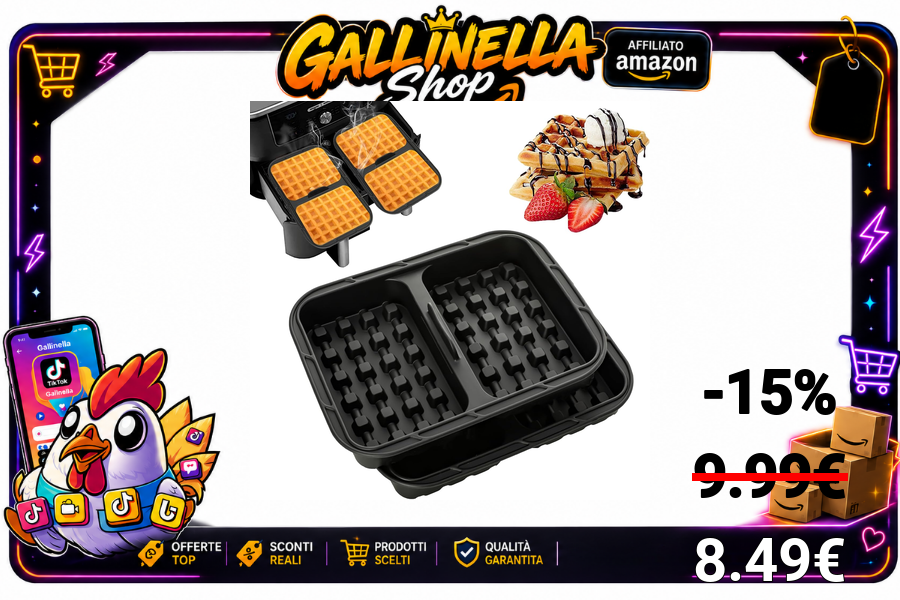 GALLINELLA
Shop
AFFILIATO
amazon
Gallinella
TikTok
Gallinella
-15%
9.99€
8.49€
OFFERTE
TOP
SCONTI
REALI
PRODOTTI
SCELTI
QUALITÀ
GARANTITA